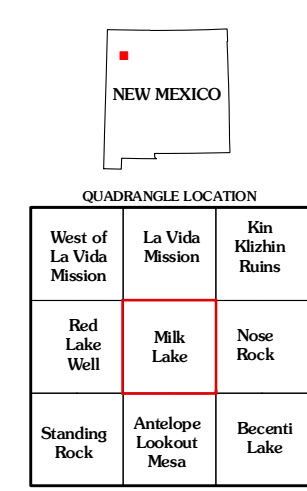 NEW MEXICO
QUADRANGLE LOCATION
West of
La Vida
Mission
La Vida
Mission
Kin
Klizhin
Ruins
Red
Lake
Well
Milk
Lake
Nose
Rock
Standing
Rock
Antelope
Lookout
Mesa
Becenti
Lake